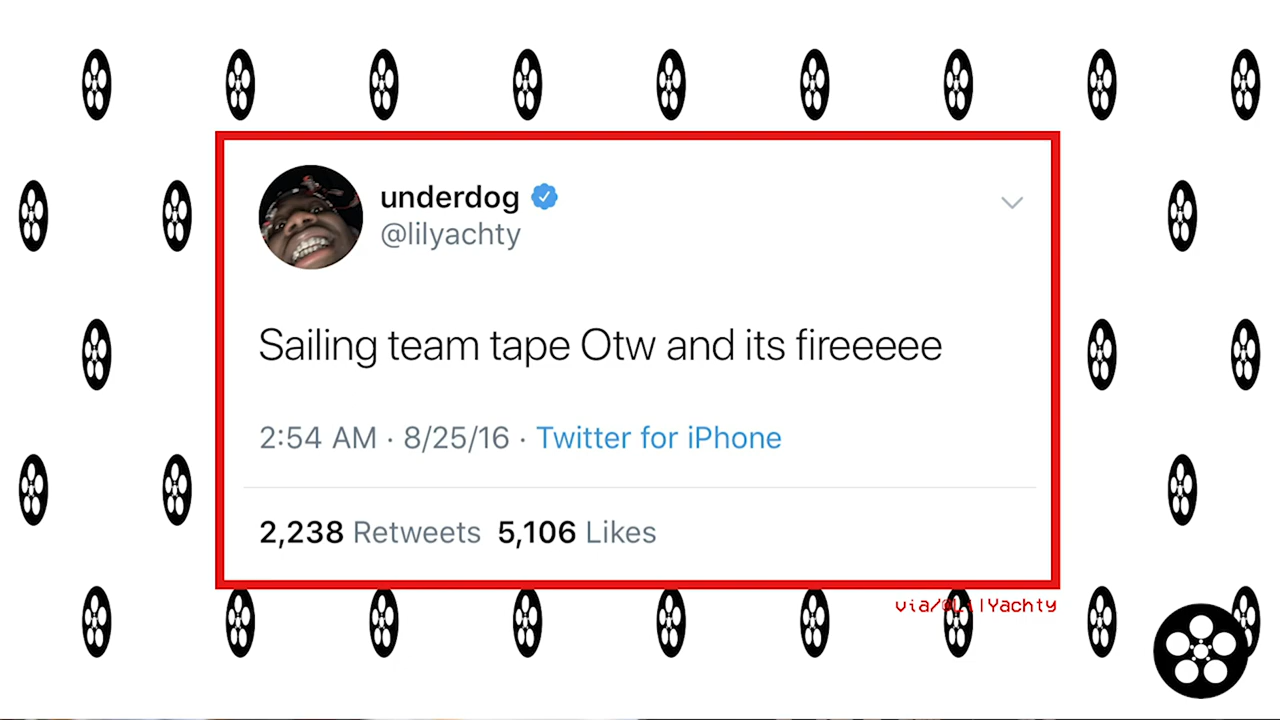 underdog
@lilyachty
Sailing team tape Otw and its fireeeee
2:54 AM · 8/25/16 · Twitter for iPhone
2,238 Retweets 5,106 Likes
via/@LilYachty